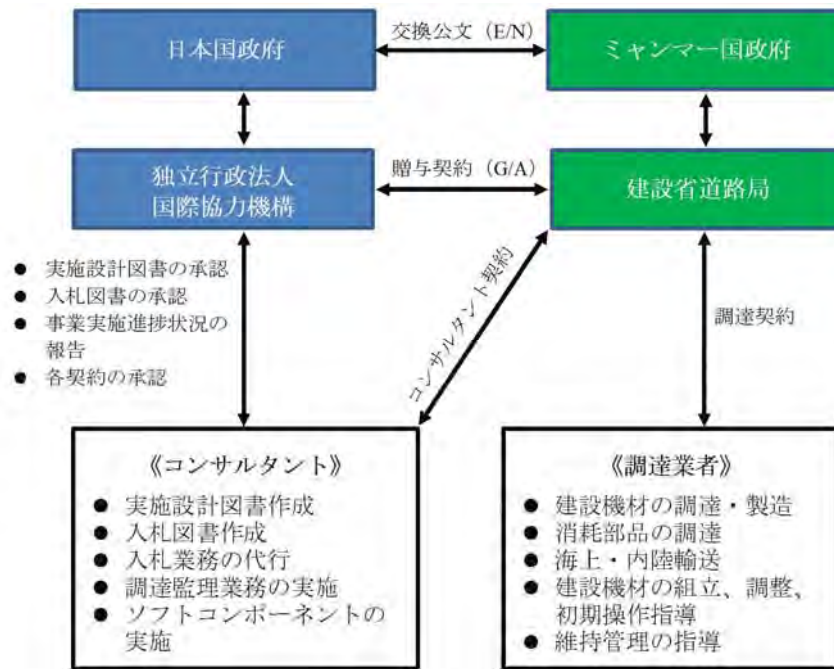 日本国政府
交換公文（E/N）
ミャンマー国政府
独立行政法人
国際協力機構
贈与契約（G/A）
建設省道路局
● 実施設計図書の承認
● 入札図書の承認
● 事業実施進捗状況の
報告
● 各契約の承認
コンサルタント契約
調達契約
《コンサルタント》
● 実施設計図書作成
● 入札図書作成
● 入札業務の代行
● 調達監理業務の実施
● ソフトコンポーネントの
実施
《調達業者》
● 建設機材の調達・製造
● 消耗部品の調達
● 海上・内陸輸送
● 建設機材の組立、調整、
初期操作指導
● 維持管理の指導